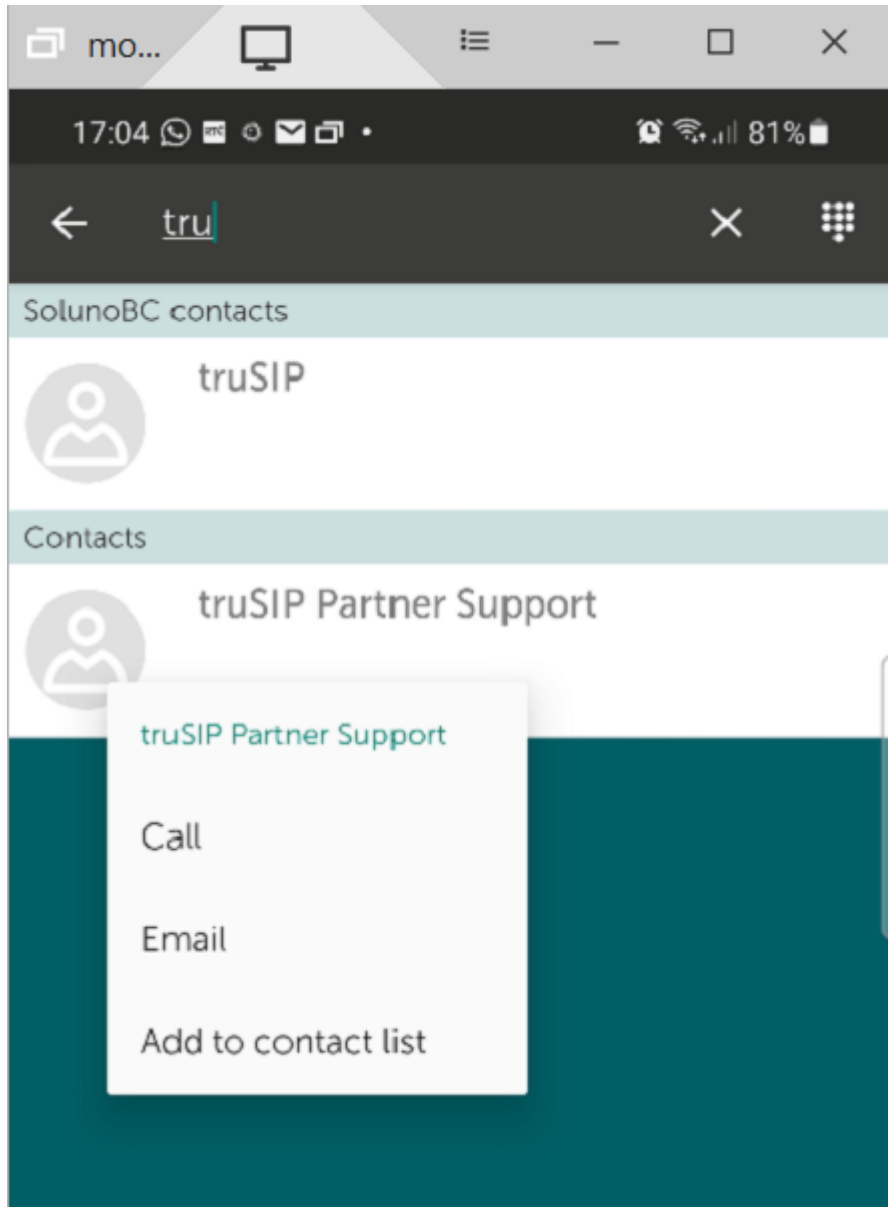 mo...
17:04 81%
tru
SolunoBC contacts
truSIP
Contacts
truSIP Partner Support
truSIP Partner Support
Call
Email
Add to contact list